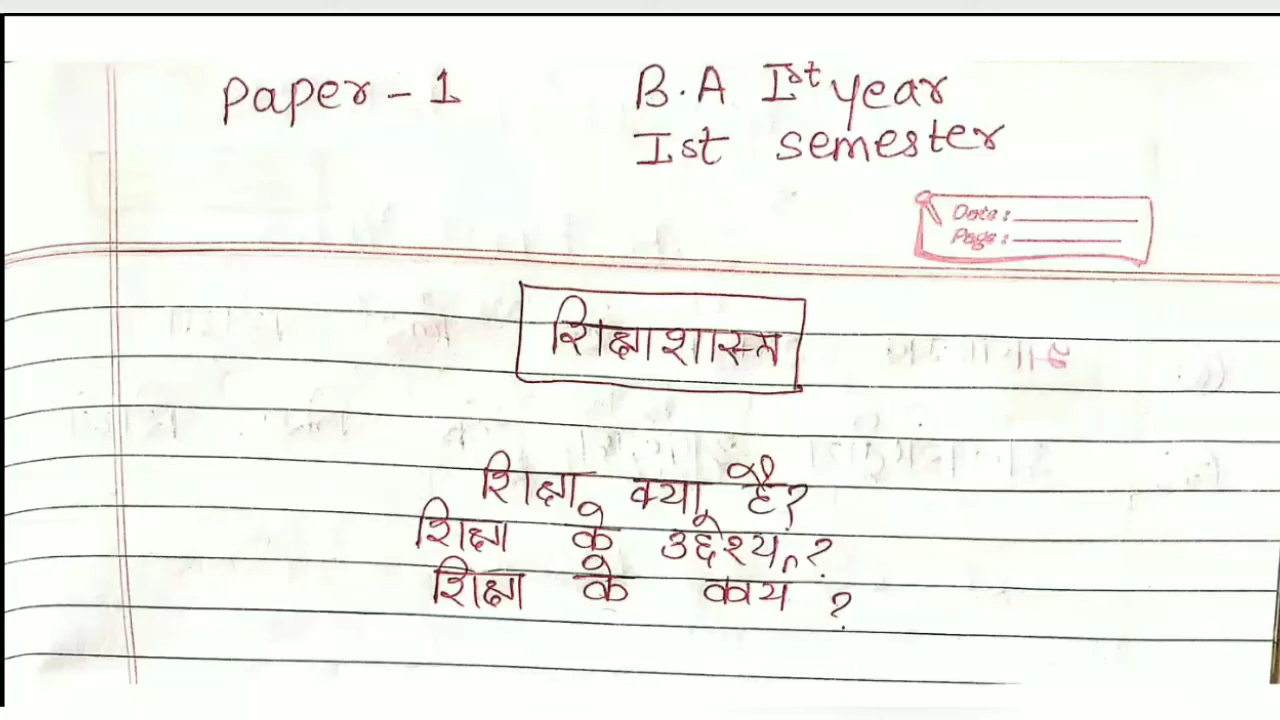 Paper - 1
B.A Ist year
Ist semester
Date :
Page :
शिक्षाशास्त्र
शिक्षा क्या है?
शिक्षा के उद्देश्य ?
शिक्षा के कार्य ?